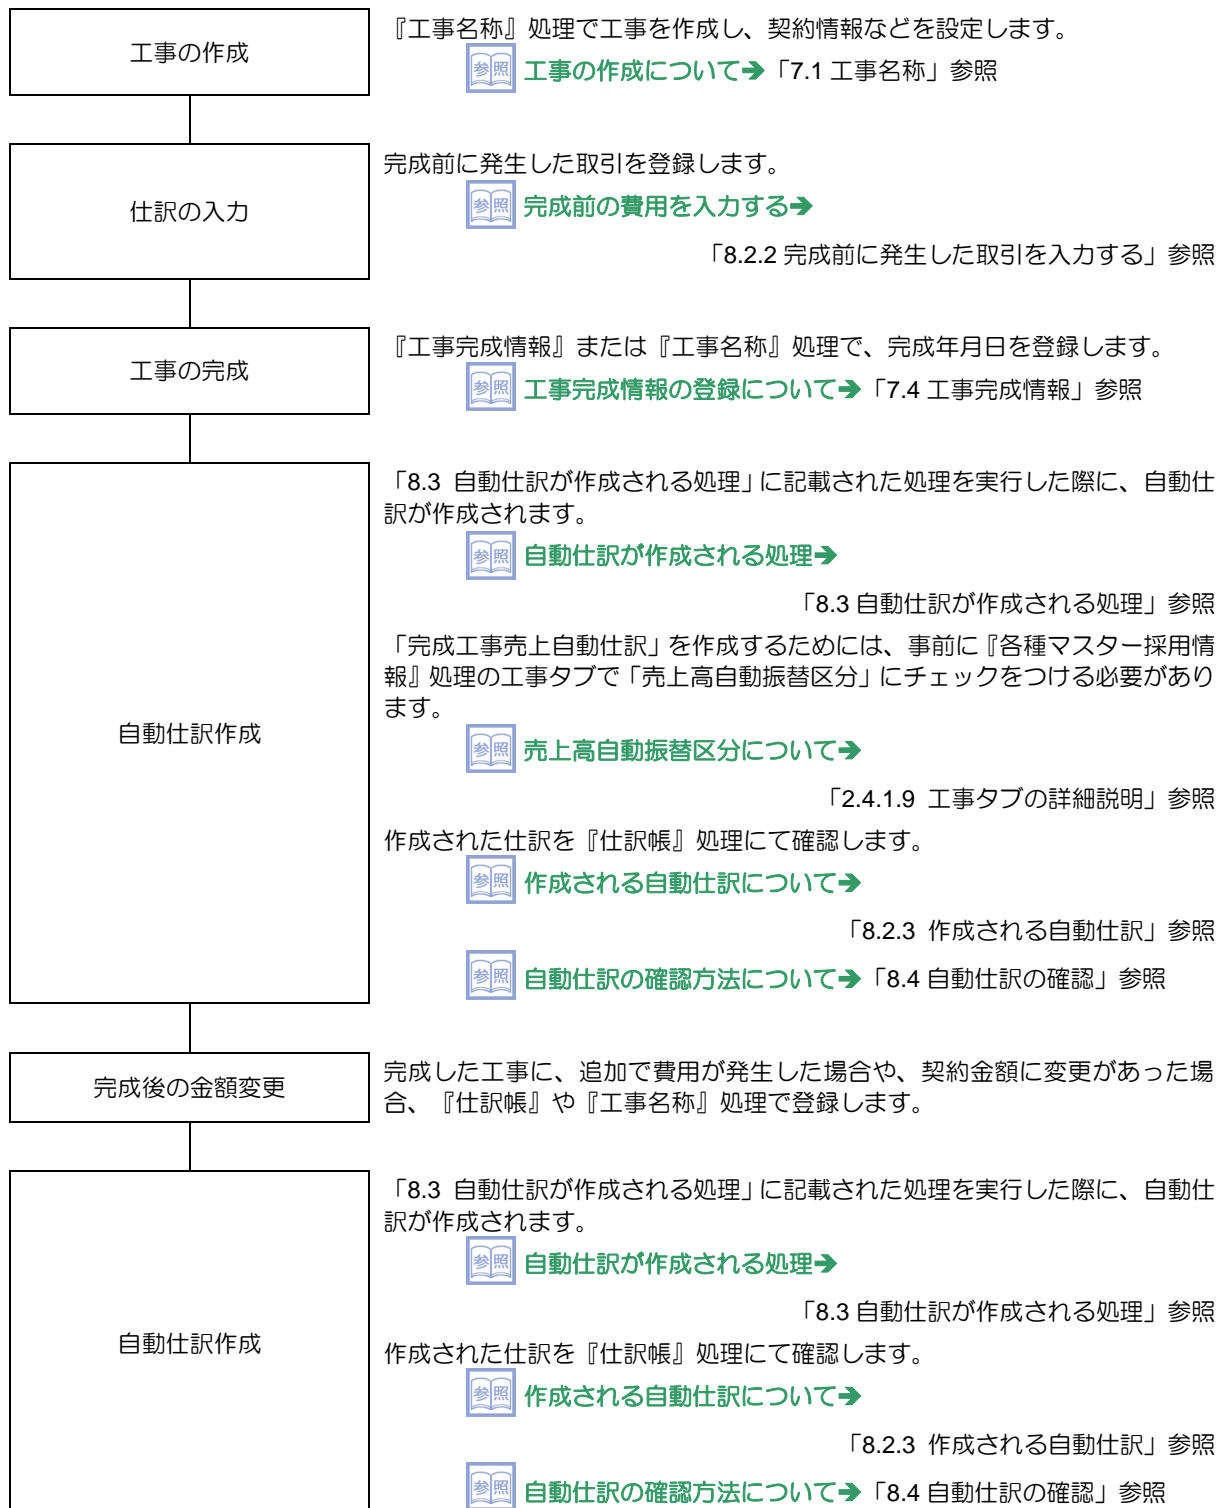 工事の作成
『工事名称』処理で工事を作成し、契約情報などを設定します。
参照 工事の作成について➔「7.1 工事名称」参照
仕訳の入力
完成前に発生した取引を登録します。
参照 完成前の費用を入力する➔
「8.2.2 完成前に発生した取引を入力する」参照
工事の完成
『工事完成情報』または『工事名称』処理で、完成年月日を登録します。
参照 工事完成情報の登録について➔「7.4 工事完成情報」参照
自動仕訳作成
「8.3 自動仕訳が作成される処理」に記載された処理を実行した際に、自動仕
訳が作成されます。
参照 自動仕訳が作成される処理➔
「8.3 自動仕訳が作成される処理」参照
「完成工事売上自動仕訳」を作成するためには、事前に『各種マスター採用情
報』処理の工事タブで「売上高自動振替区分」にチェックをつける必要があり
ます。
参照 売上高自動振替区分について➔
「2.4.1.9 工事タブの詳細説明」参照
作成された仕訳を『仕訳帳』処理にて確認します。
参照 作成される自動仕訳について➔
「8.2.3 作成される自動仕訳」参照
参照 自動仕訳の確認方法について➔「8.4 自動仕訳の確認」参照
完成後の金額変更
完成した工事に、追加で費用が発生した場合や、契約金額に変更があった場
合、『仕訳帳』や『工事名称』処理で登録します。
自動仕訳作成
「8.3 自動仕訳が作成される処理」に記載された処理を実行した際に、自動仕
訳が作成されます。
参照 自動仕訳が作成される処理➔
「8.3 自動仕訳が作成される処理」参照
作成された仕訳を『仕訳帳』処理にて確認します。
参照 作成される自動仕訳について➔
「8.2.3 作成される自動仕訳」参照
参照 自動仕訳の確認方法について➔「8.4 自動仕訳の確認」参照